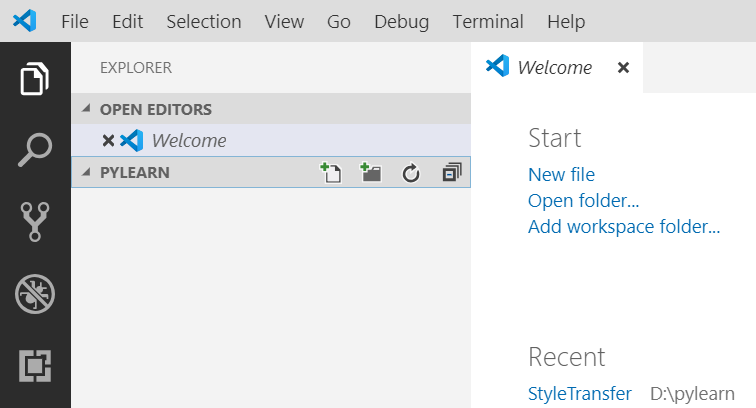 File Edit Selection View Go Debug Terminal Help
EXPLORER
OPEN EDITORS
Welcome
PYLEARN
Welcome
Start
New file
Open folder...
Add workspace folder...
Recent
StyleTransfer D:\pylearn